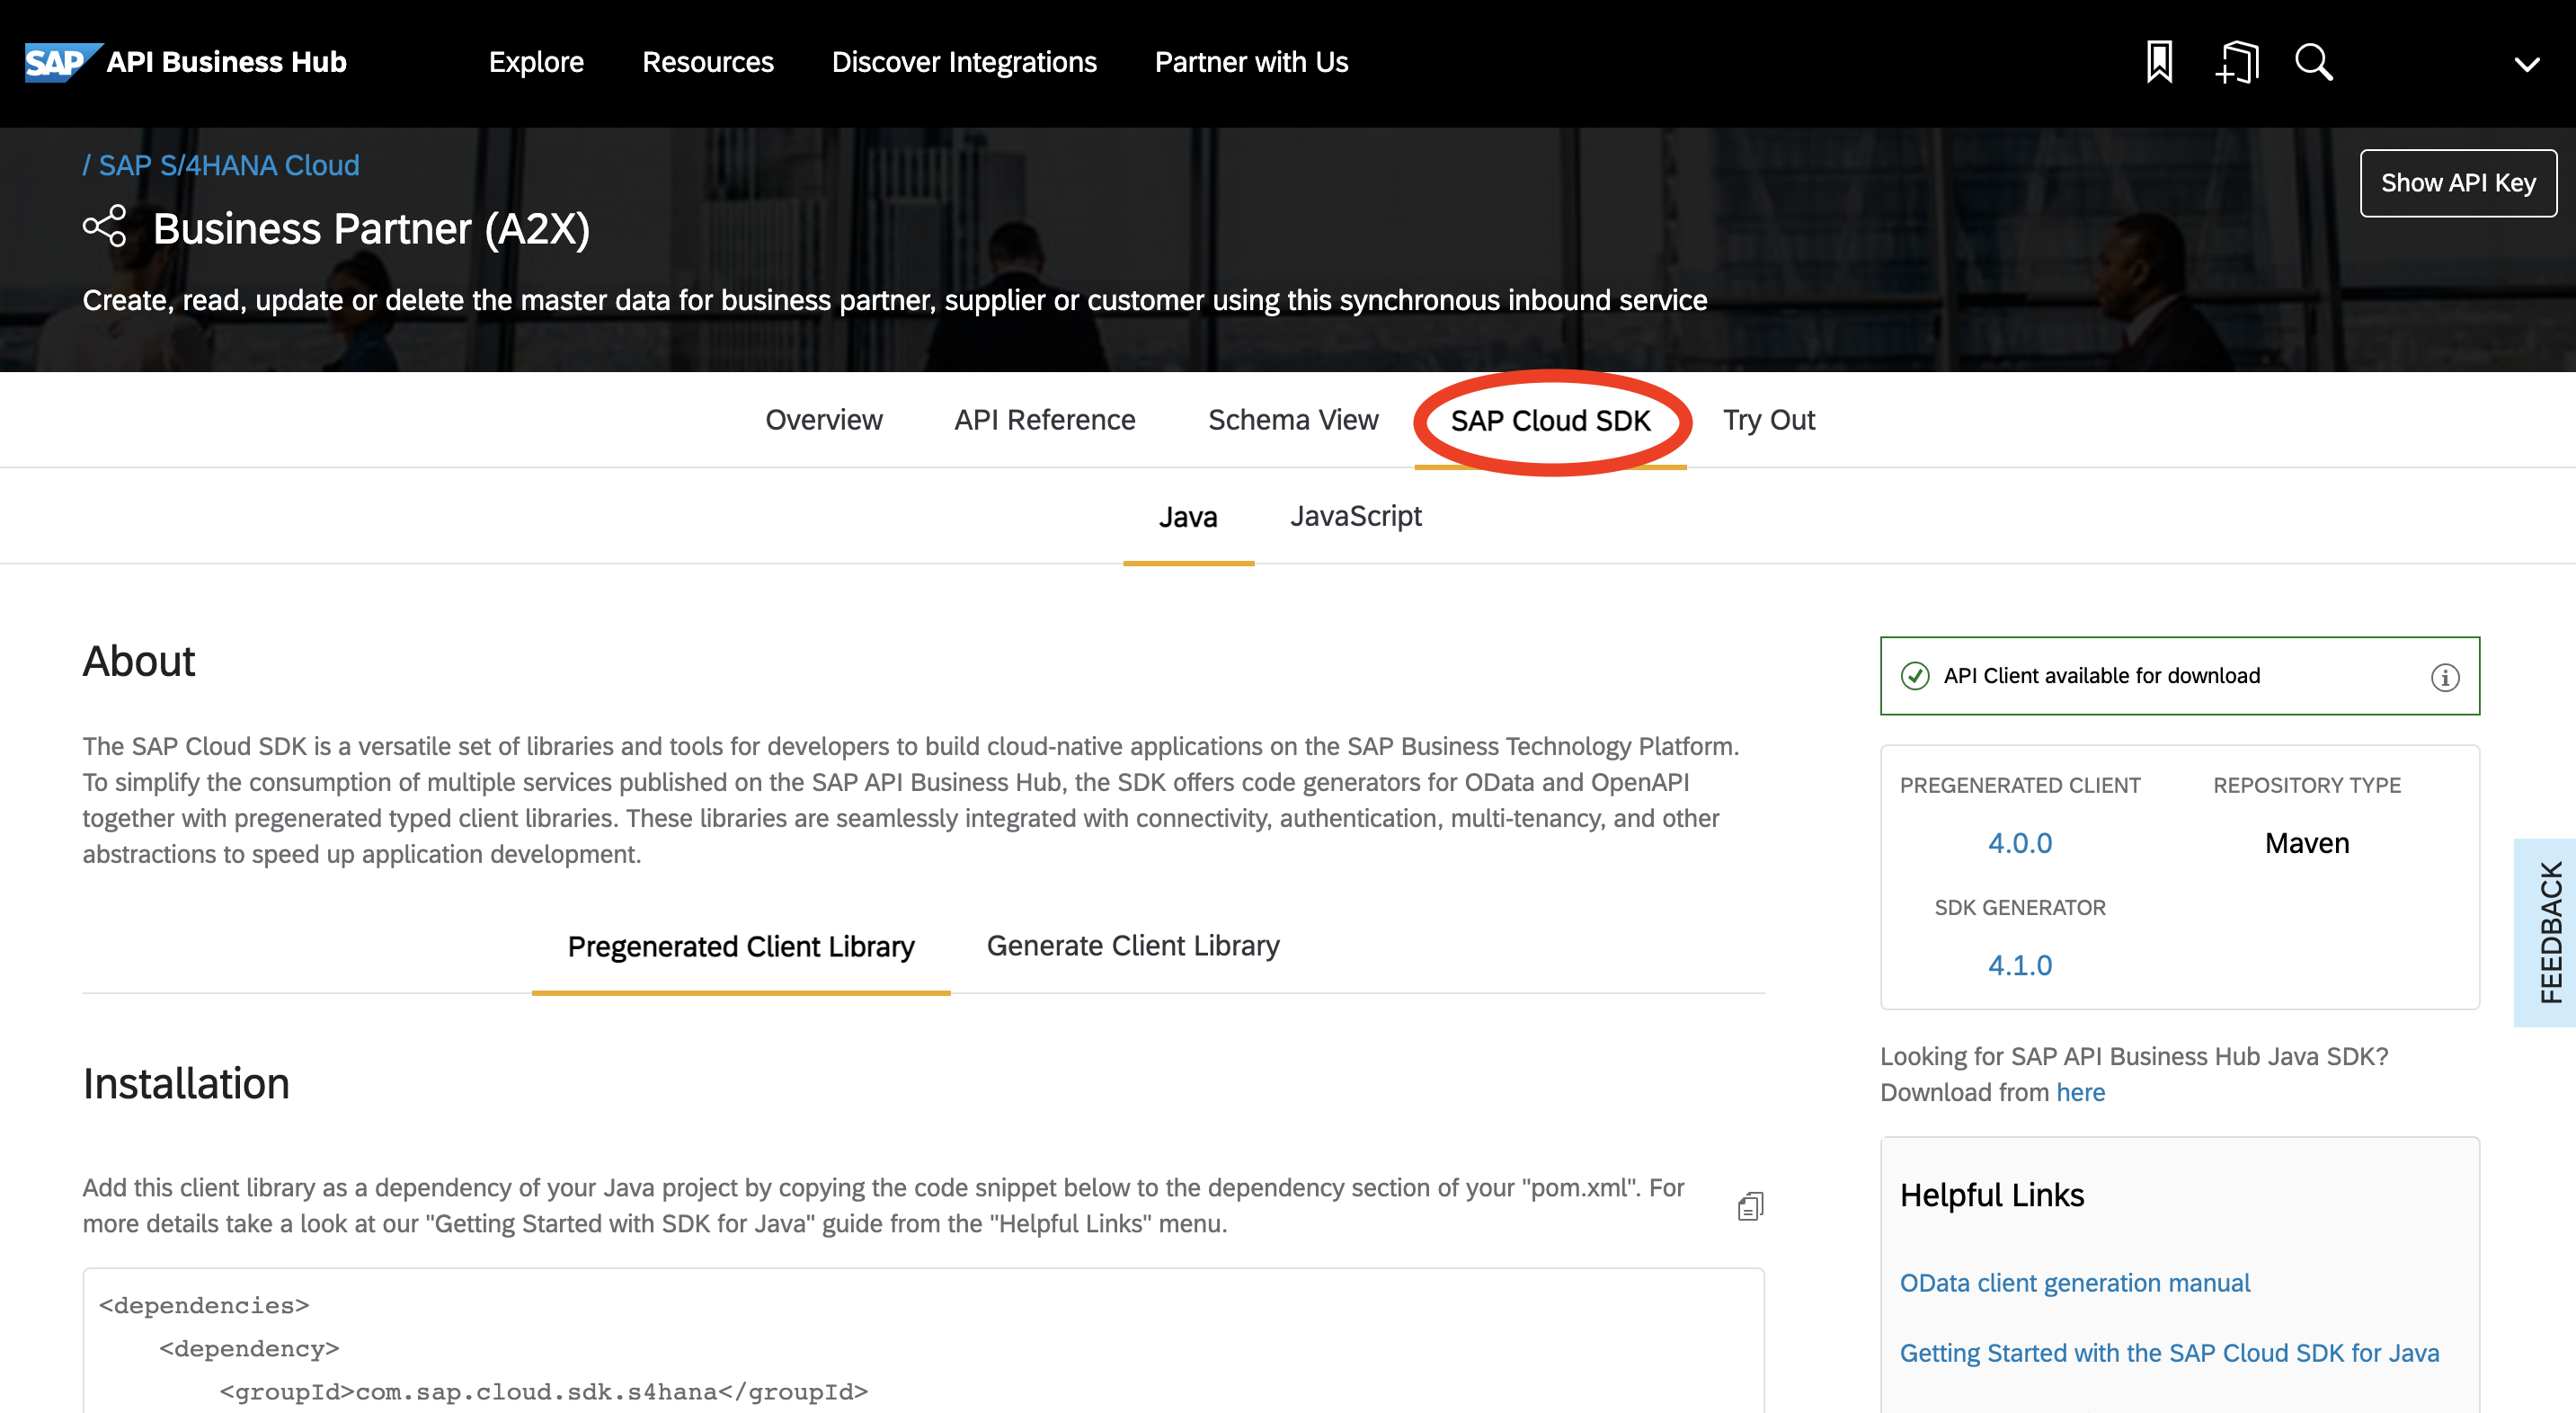 SAP API Business Hub Explore Resources Discover Integrations Partner with Us
/ SAP S/4HANA Cloud
Show API Key
Business Partner (A2X)
Create, read, update or delete the master data for business partner, supplier or customer using this synchronous inbound service
Overview API Reference Schema View SAP Cloud SDK Try Out
Java JavaScript
About
The SAP Cloud SDK is a versatile set of libraries and tools for developers to build cloud-native applications on the SAP Business Technology Platform.
To simplify the consumption of multiple services published on the SAP API Business Hub, the SDK offers code generators for OData and OpenAPI
together with pregenerated typed client libraries. These libraries are seamlessly integrated with connectivity, authentication, multi-tenancy, and other
abstractions to speed up application development.
Pregenerated Client Library Generate Client Library
Installation
Add this client library as a dependency of your Java project by copying the code snippet below to the dependency section of your "pom.xml". For
more details take a look at our "Getting Started with SDK for Java" guide from the "Helpful Links" menu.
<dependencies>
<dependency>
<groupId>com.sap.cloud.sdk.s4hana</groupId>
API Client available for download
PREGENERATED CLIENT REPOSITORY TYPE
4.0.0 Maven
SDK GENERATOR
4.1.0
Looking for SAP API Business Hub Java SDK?
Download from here
Helpful Links
OData client generation manual
Getting Started with the SAP Cloud SDK for Java
FEEDBACK